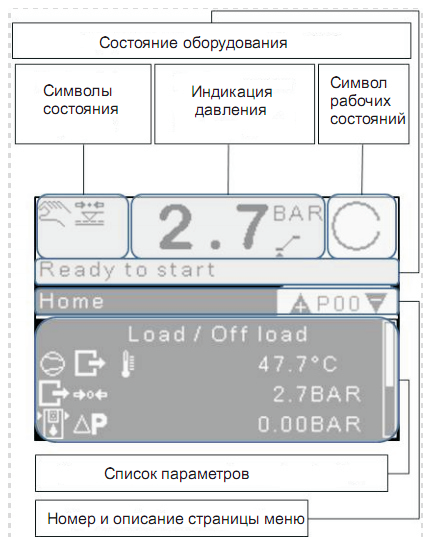 Состояние оборудования
Символы
состояния
Индикация
давления
Символ
рабочих
состояний
2.7 BAR
Ready to start
Home P00
Load / Off load
47.7°C
2.7BAR
ΔP 0.00BAR
Список параметров
Номер и описание страницы меню